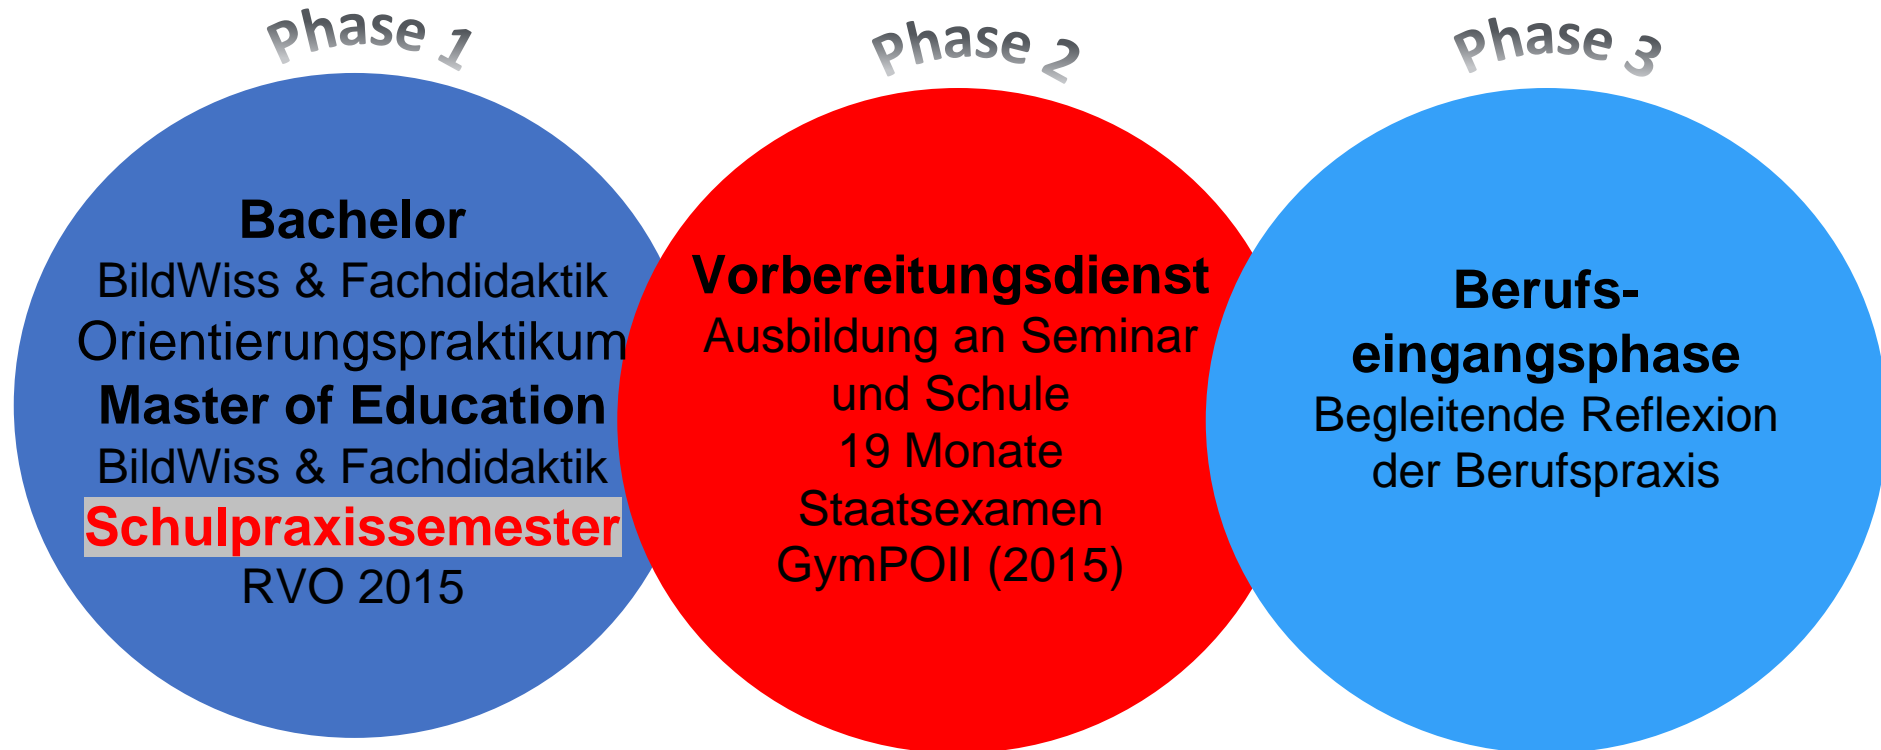 Phase 1
Bachelor
BildWiss & Fachdidaktik
Orientierungspraktikum
Master of Education
BildWiss & Fachdidaktik
Schulpraxissemester
RVO 2015
Phase 2
Vorbereitungsdienst
Ausbildung an Seminar
und Schule
19 Monate
Staatsexamen
GymPOII (2015)
Phase 3
Berufs-
eingangsphase
Begleitende Reflexion
der Berufspraxis